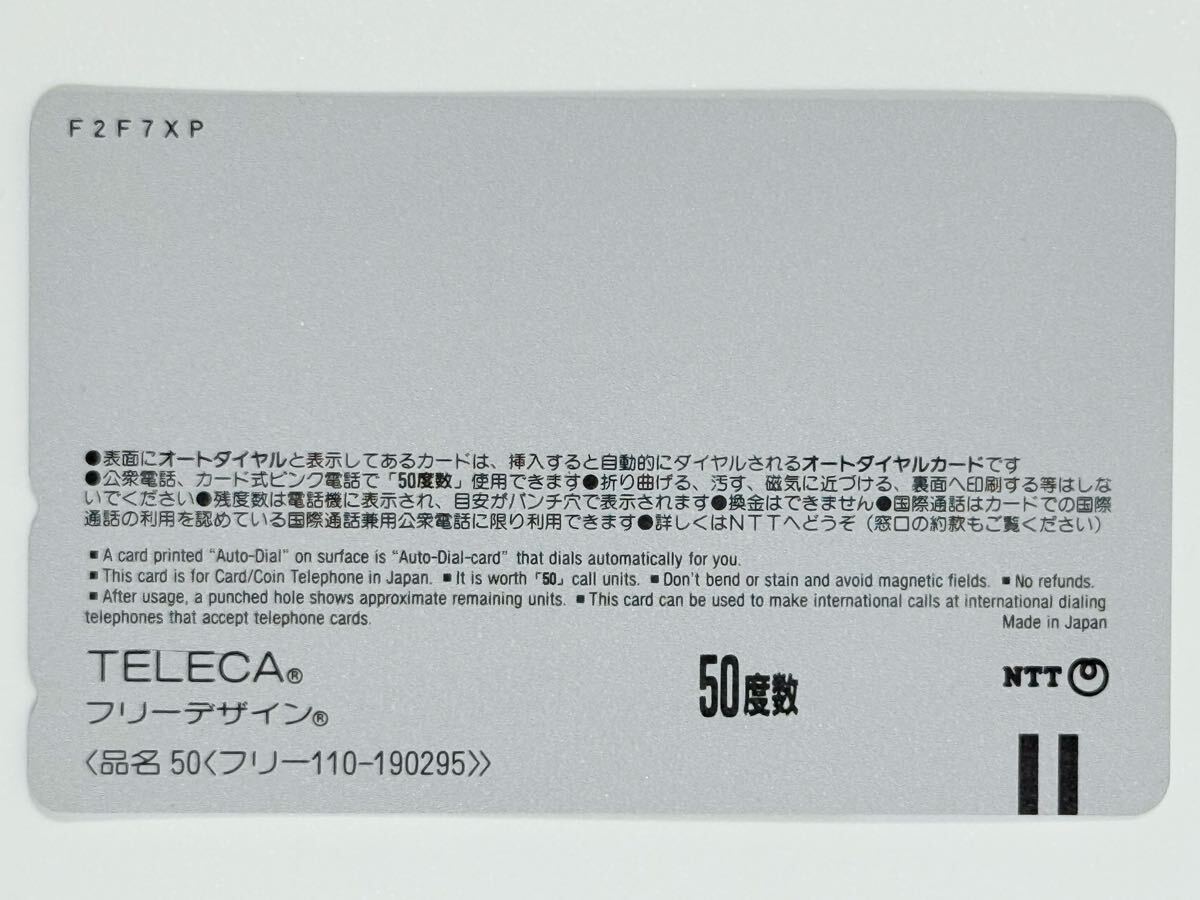 F2F7XP
●表面にオートダイヤルと表示してあるカードは、挿入すると自動的にダイヤルされるオートダイヤルカードです
●公衆電話、カード式ピンク電話で「50度数」使用できます●折り曲げる、汚す、磁気に近づける、裏面へ印刷する等はしな
いでください●残度数は電話機に表示され、目安がパンチ穴で表示されます●換金はできません●国際通話はカードでの国際
通話の利用を認めている国際通話兼用公衆電話に限り利用できます●詳しくはNTTへどうぞ（窓口の約款もご覧ください）
■ A card printed “Auto-Dial” on surface is “Auto-Dial-card” that dials automatically for you.
■ This card is for Card/Coin Telephone in Japan. ■ It is worth「50」call units. ■ Don't bend or stain and avoid magnetic fields. ■ No refunds.
■ After usage, a punched hole shows approximate remaining units. ■ This card can be used to make international calls at international dialing
telephones that accept telephone cards. Made in Japan
TELECA®
フリーデザイン®
〈品名 50〈フリー110-190295〉〉
50度数
NTT